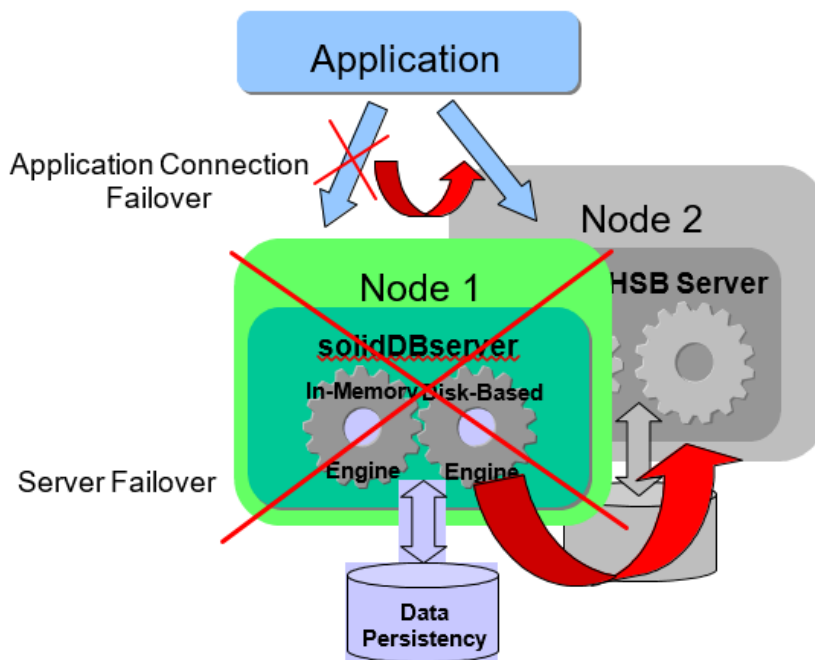 Application
Application Connection
Failover
Node 2
HSB Server
Node 1
solidDBserver
In-Memory
Disk-Based
Engine
Engine
Server Failover
Data
Persistency